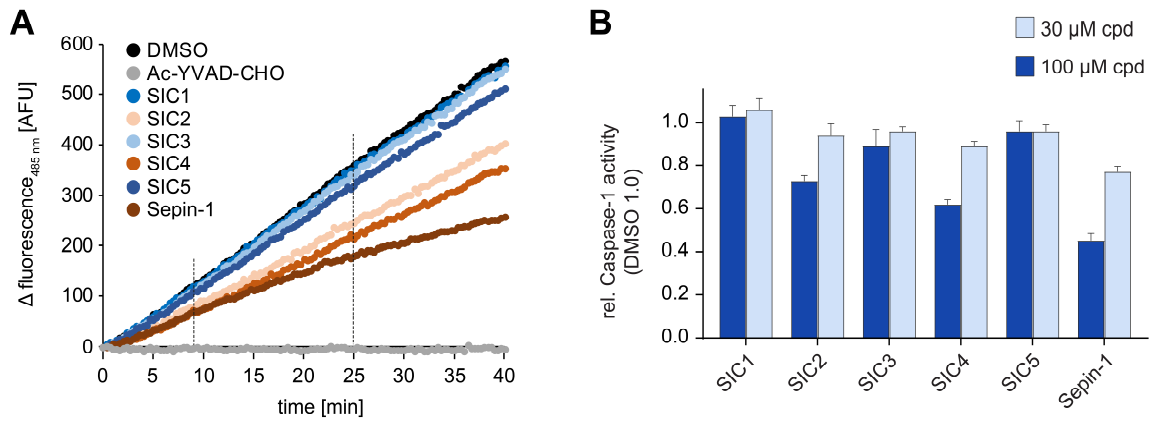 A
600
500
400
300
200
100
0
Δ fluorescence485 nm [AFU]
DMSO
Ac-YVAD-CHO
SIC1
SIC2
SIC3
SIC4
SIC5
Sepin-1
0 5 10 15 20 25 30 35 40
time [min]
B
30 µM cpd
100 µM cpd
rel. Caspase-1 activity
(DMSO 1.0)
1.0
0.8
0.6
0.4
0.2
0.0
SIC1 SIC2 SIC3 SIC4 SIC5 Sepin-1